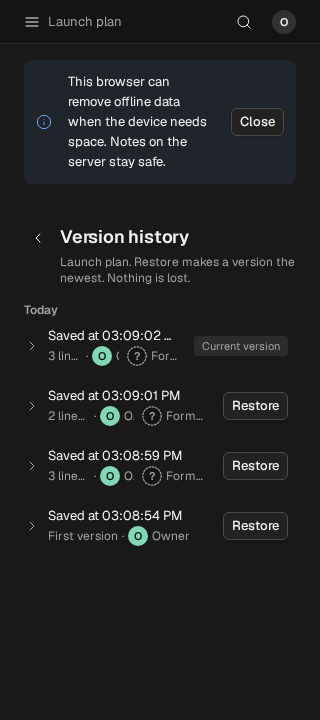 Launch plan
O
This browser can
remove offline data
when the device needs
space. Notes on the
server stay safe.
Close
Version history
Launch plan. Restore makes a version the
newest. Nothing is lost.
Today
Saved at 03:09:02 …
3 lin… · O ? For…
Current version
Saved at 03:09:01 PM
2 line… · O O. ? Form…
Restore
Saved at 03:08:59 PM
3 line… · O O. ? Form…
Restore
Saved at 03:08:54 PM
First version · O Owner
Restore